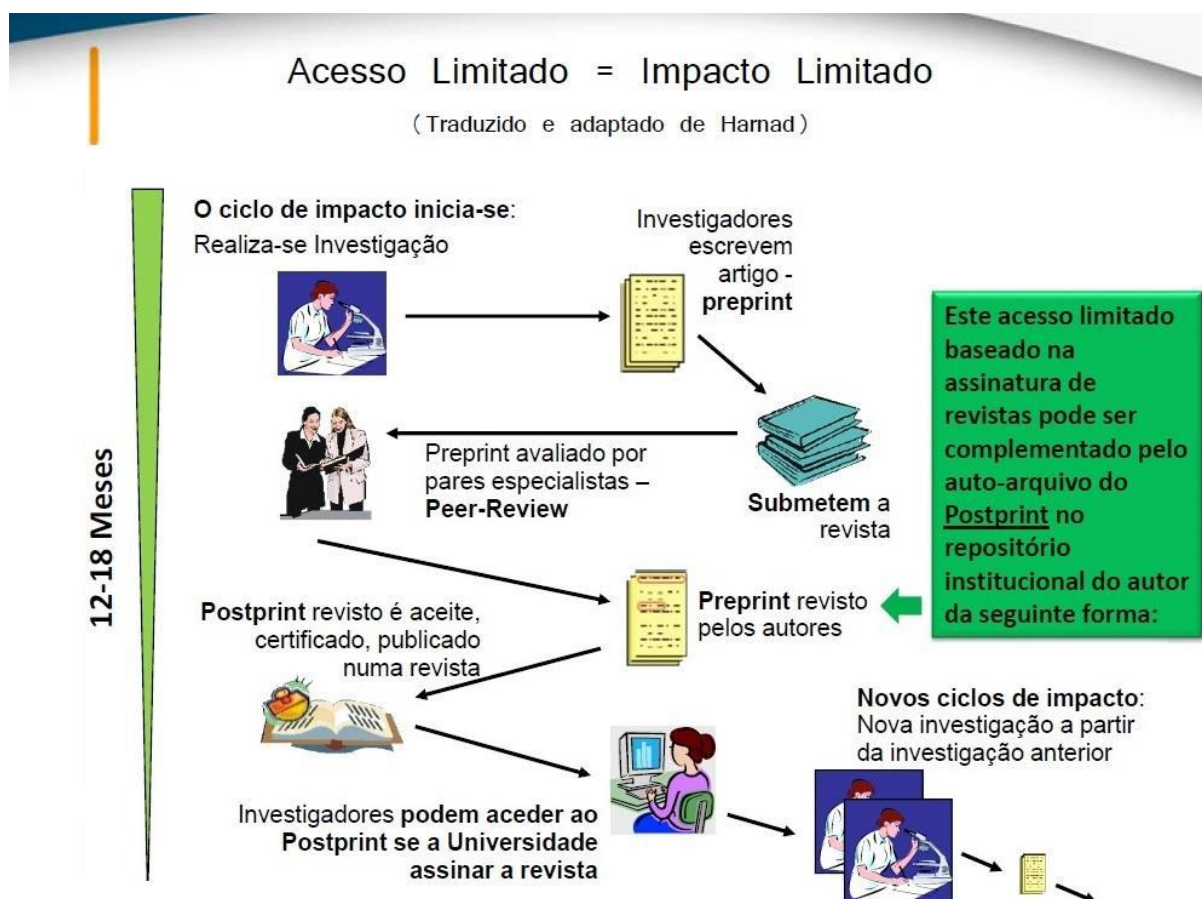 Acesso Limitado = Impacto Limitado
(Traduzido e adaptado de Harnad)
O ciclo de impacto inicia-se:
Realiza-se Investigação
Investigadores
escrevem
artigo -
preprint
Submetem a
revista
Preprint avaliado por
pares especialistas –
Peer-Review
Preprint revisto
pelos autores
Este acesso limitado
baseado na
assinatura de
revistas pode ser
complementado pelo
auto-arquivo do
Postprint no
repositório
institucional do autor
da seguinte forma:
Postprint revisto é aceite,
certificado, publicado
numa revista
Investigadores podem aceder ao
Postprint se a Universidade
assinar a revista
Novos ciclos de impacto:
Nova investigação a partir
da investigação anterior
12-18 Meses